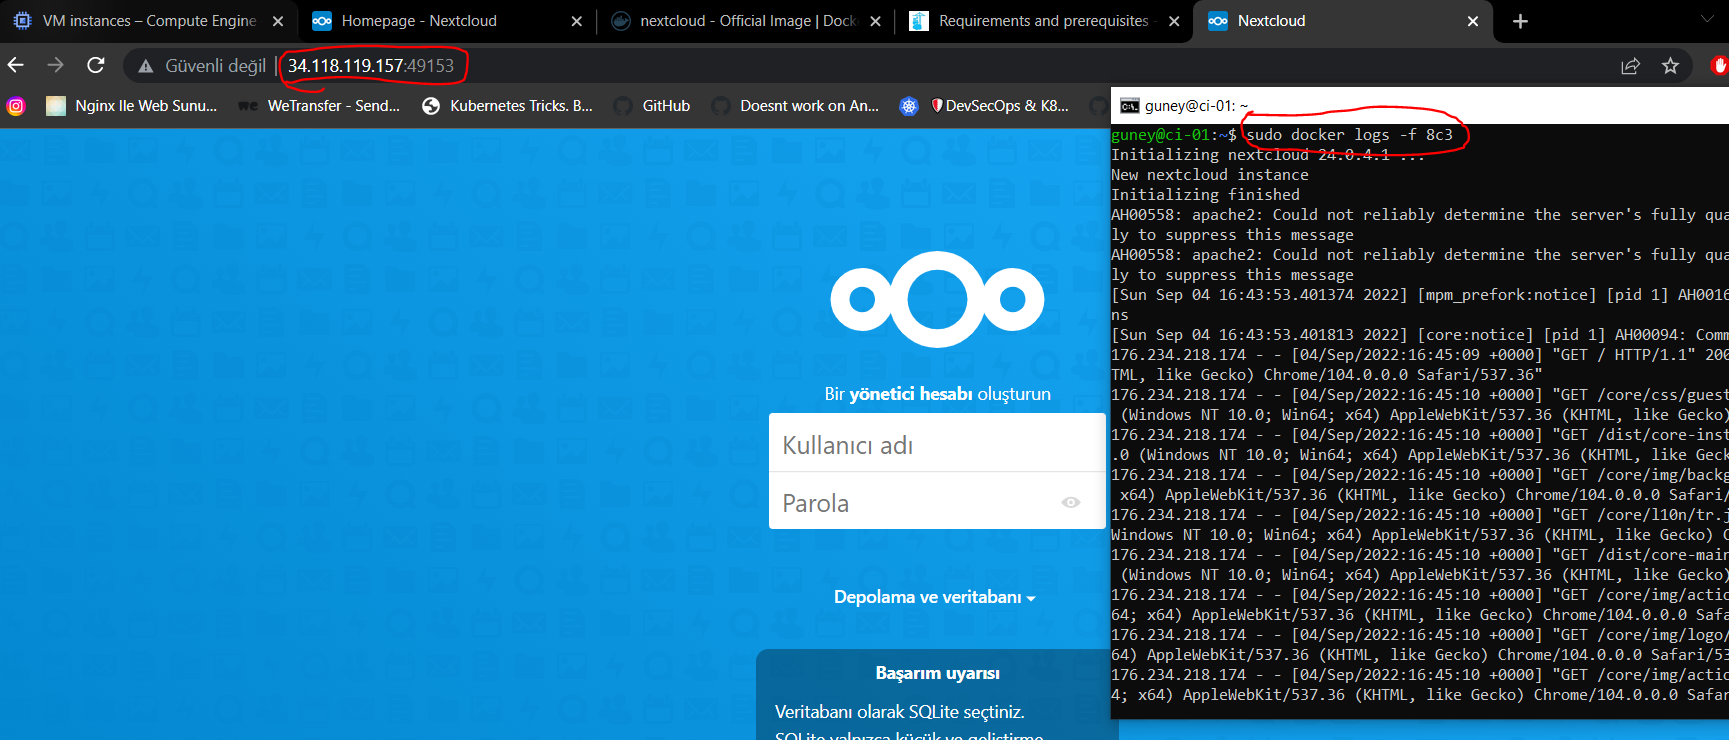 VM instances – Compute Engine
Homepage - Nextcloud
nextcloud - Official Image | Dock
Requirements and prerequisites -
Nextcloud
Güvenli değil
34.118.119.157:49153
Nginx Ile Web Sunu...
we
WeTransfer - Send...
Kubernetes Tricks. B...
GitHub
Doesnt work on An...
DevSecOps & K8...
guney@ci-01: ~
guney@ci-01:~$ sudo docker logs -f 8c3
Initializing nextcloud 24.0.4.1 ...
New nextcloud instance
Initializing finished
AH00558: apache2: Could not reliably determine the server's fully qua
ly to suppress this message
AH00558: apache2: Could not reliably determine the server's fully qua
ly to suppress this message
[Sun Sep 04 16:43:53.401374 2022] [mpm_prefork:notice] [pid 1] AH0016
ns
[Sun Sep 04 16:43:53.401813 2022] [core:notice] [pid 1] AH00094: Comm
176.234.218.174 - - [04/Sep/2022:16:45:09 +0000] "GET / HTTP/1.1" 200
TML, like Gecko) Chrome/104.0.0.0 Safari/537.36"
176.234.218.174 - - [04/Sep/2022:16:45:10 +0000] "GET /core/css/guest
(Windows NT 10.0; Win64; x64) AppleWebKit/537.36 (KHTML, like Gecko)
176.234.218.174 - - [04/Sep/2022:16:45:10 +0000] "GET /dist/core-inst
.0 (Windows NT 10.0; Win64; x64) AppleWebKit/537.36 (KHTML, like Geck
176.234.218.174 - - [04/Sep/2022:16:45:10 +0000] "GET /core/img/backg
x64) AppleWebKit/537.36 (KHTML, like Gecko) Chrome/104.0.0.0 Safari/
176.234.218.174 - - [04/Sep/2022:16:45:10 +0000] "GET /core/l10n/tr.j
Windows NT 10.0; Win64; x64) AppleWebKit/537.36 (KHTML, like Gecko) C
176.234.218.174 - - [04/Sep/2022:16:45:10 +0000] "GET /dist/core-main
(Windows NT 10.0; Win64; x64) AppleWebKit/537.36 (KHTML, like Gecko)
176.234.218.174 - - [04/Sep/2022:16:45:10 +0000] "GET /core/img/actio
64; x64) AppleWebKit/537.36 (KHTML, like Gecko) Chrome/104.0.0.0 Safa
176.234.218.174 - - [04/Sep/2022:16:45:10 +0000] "GET /core/img/logo/
64) AppleWebKit/537.36 (KHTML, like Gecko) Chrome/104.0.0.0 Safari/53
176.234.218.174 - - [04/Sep/2022:16:45:10 +0000] "GET /core/img/actio
4; x64) AppleWebKit/537.36 (KHTML, like Gecko) Chrome/104.0.0.0 Safar
Bir yönetici hesabı oluşturun
Kullanıcı adı
Parola
Depolama ve veritabanı
Başarım uyarısı
Veritabanı olarak SQLite seçtiniz.
SQLite yalnızca küçük ve geliştirme